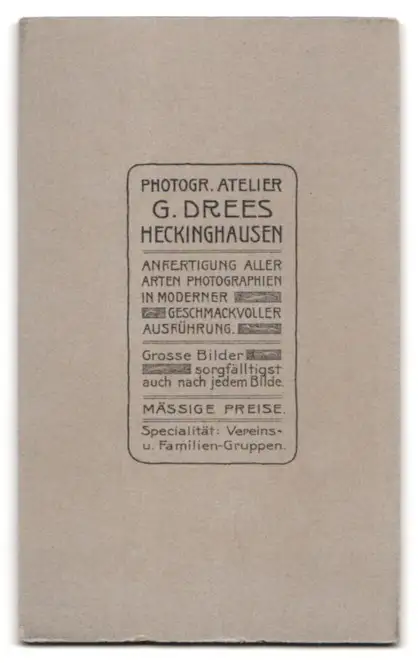 PHOTOGR. ATELIER
G. DREES
HECKINGHAUSEN
ANFERTIGUNG ALLER
ARTEN PHOTOGRAPHIEN
IN MODERNER
GESCHMACKVOLLER
AUSFÜHRUNG.
Grosse Bilder
sorgfälltigst
auch nach jedem Bilde.
MÄSSIGE PREISE.
Specialität: Vereins-
u. Familien-Gruppen.